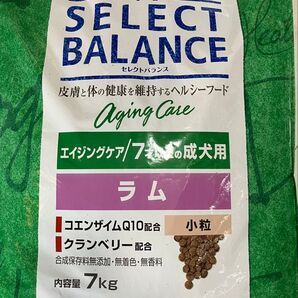 SELECT
BALANCE
セレクトバランス
皮膚と体の健康を維持するヘルシーフード
Aging Care
エイジングケア/7 の成犬用
ラム
コエンザイムQ10配合
小粒
クランベリー配合
合成保存料無添加・無着色・無香料
内容量7kg